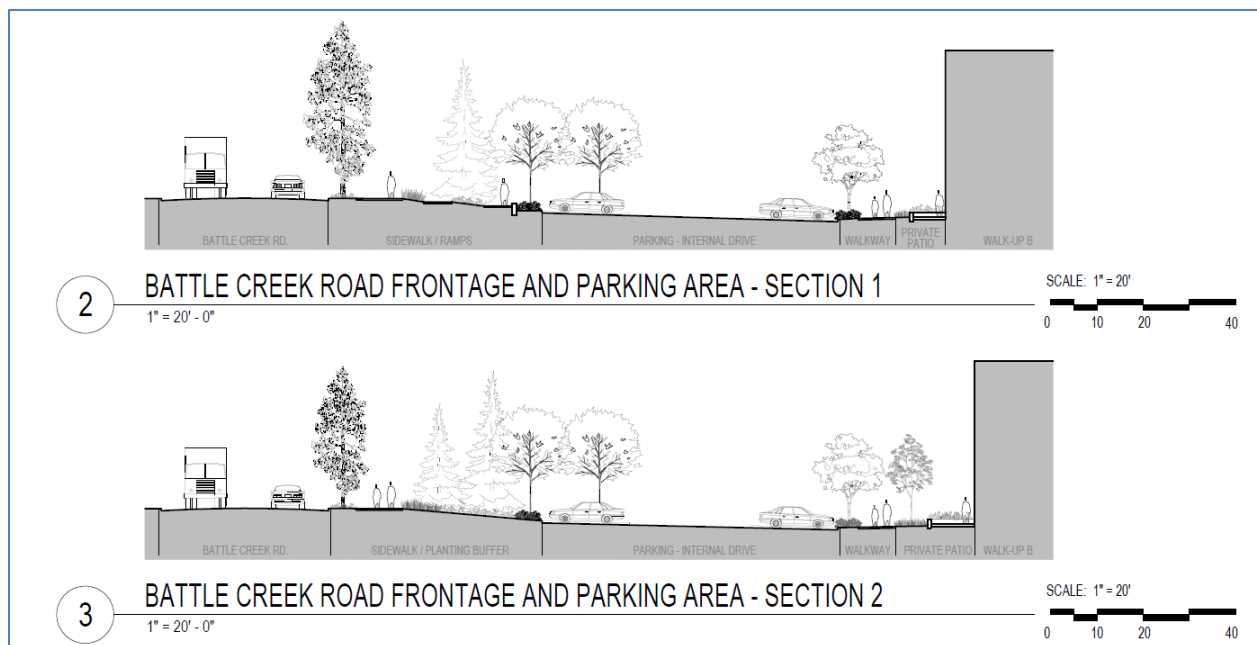 BATTLE CREEK RD.
SIDEWALK / RAMPS
PARKING - INTERNAL DRIVE
WALKWAY
PRIVATE
PATIO
WALK-UP B
2
BATTLE CREEK ROAD FRONTAGE AND PARKING AREA - SECTION 1
1" = 20' - 0"
SCALE: 1" = 20'
0 10 20 40
BATTLE CREEK RD.
SIDEWALK / PLANTING BUFFER
PARKING - INTERNAL DRIVE
WALKWAY
PRIVATE PATIO
WALK-UP B
3
BATTLE CREEK ROAD FRONTAGE AND PARKING AREA - SECTION 2
1" = 20' - 0"
SCALE: 1" = 20'
0 10 20 40